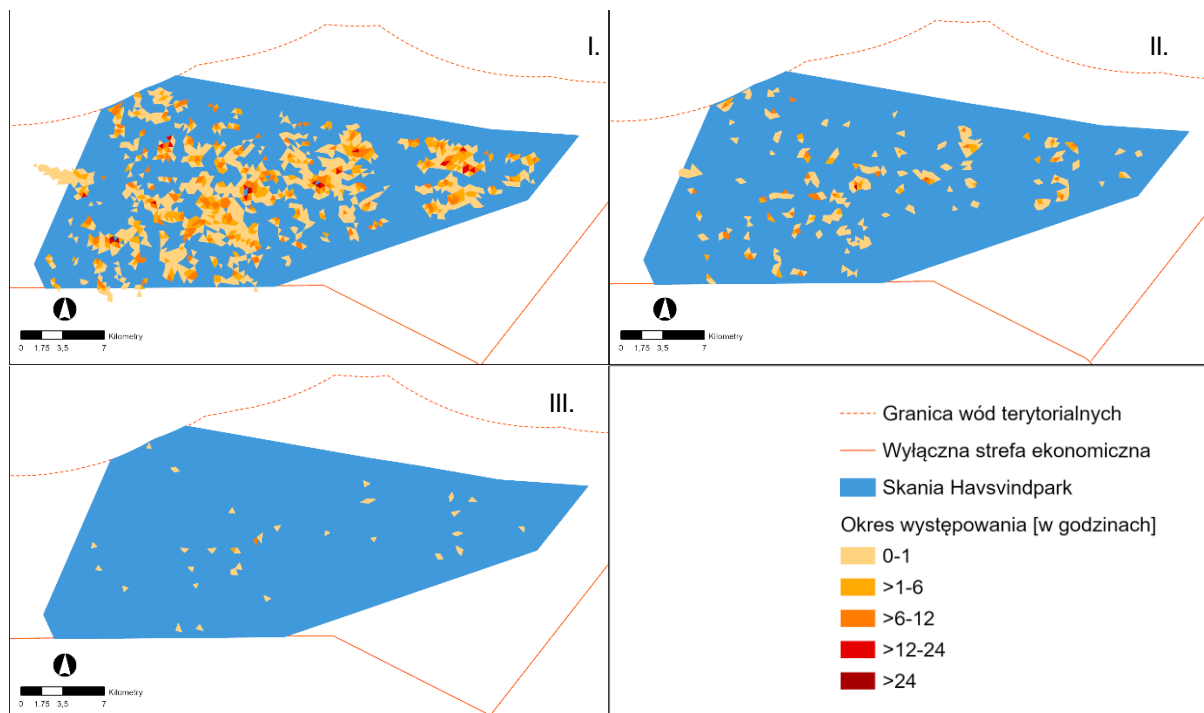 I.
II.
Kilometry
0 1,75 3,5 7
Kilometry
0 1,75 3,5 7
III.
Granica wód terytorialnych
Wyłączna strefa ekonomiczna
Skania Havsvindpark
Okres występowania [w godzinach]
0-1
>1-6
>6-12
>12-24
>24
Kilometry
0 1,75 3,5 7